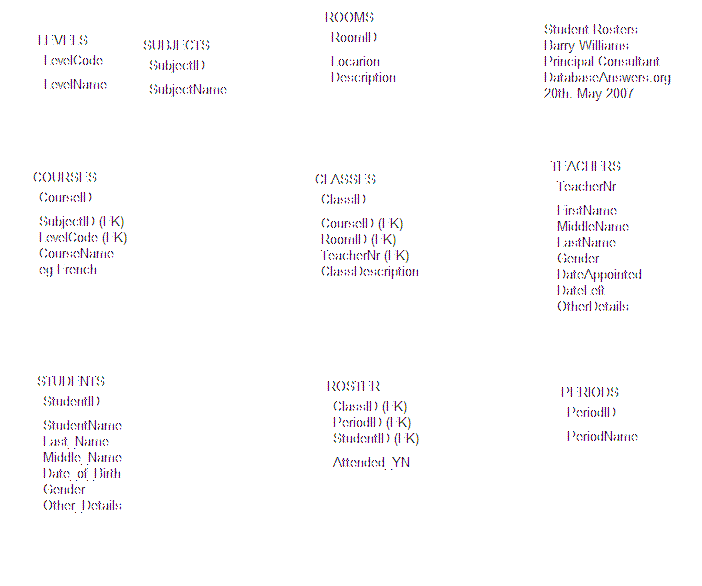 LEVELS
LevelCode
LevelName
SUBJECTS
SubjectID
SubjectName
ROOMS
RoomID
Locarion
Description
Student Rosters
Barry Williams
Principal Consultant
DatabaseAnswers.org
20th. May 2007
COURSES
CourseID
SubjectID (FK)
LevelCode (FK)
CourseName
eg French
CLASSES
ClassID
CourseID (FK)
RoomID (FK)
TeacherNr (FK)
ClassDescription
TEACHERS
TeacherNr
FirstName
MiddleName
LastName
Gender
DateAppointed
DateLeft
OtherDetails
STUDENTS
StudentID
StudentName
Last_Name
Middle_Name
Date_of_Birth
Gender
Other_Details
ROSTER
ClassID (FK)
PeriodID (FK)
StudentID (FK)
Attended_YN
PERIODS
PeriodID
PeriodName